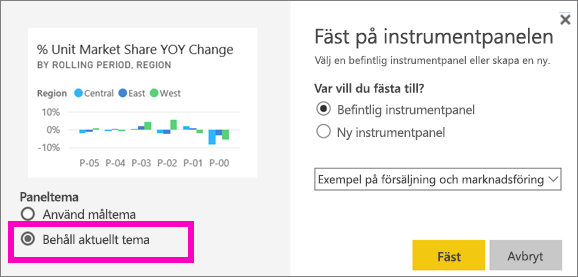 % Unit Market Share YOY Change
BY ROLLING PERIOD, REGION
Region Central East West
10%
0%
-10%
P-05 P-04 P-03 P-02 P-01 P-00
Paneltema
Använd måltema
Behåll aktuellt tema
Fäst på instrumentpanelen
Välj en befintlig instrumentpanel eller skapa en ny.
Var vill du fästa till?
Befintlig instrumentpanel
Ny instrumentpanel
Exempel på försäljning och marknadsföring
Fäst
Avbryt